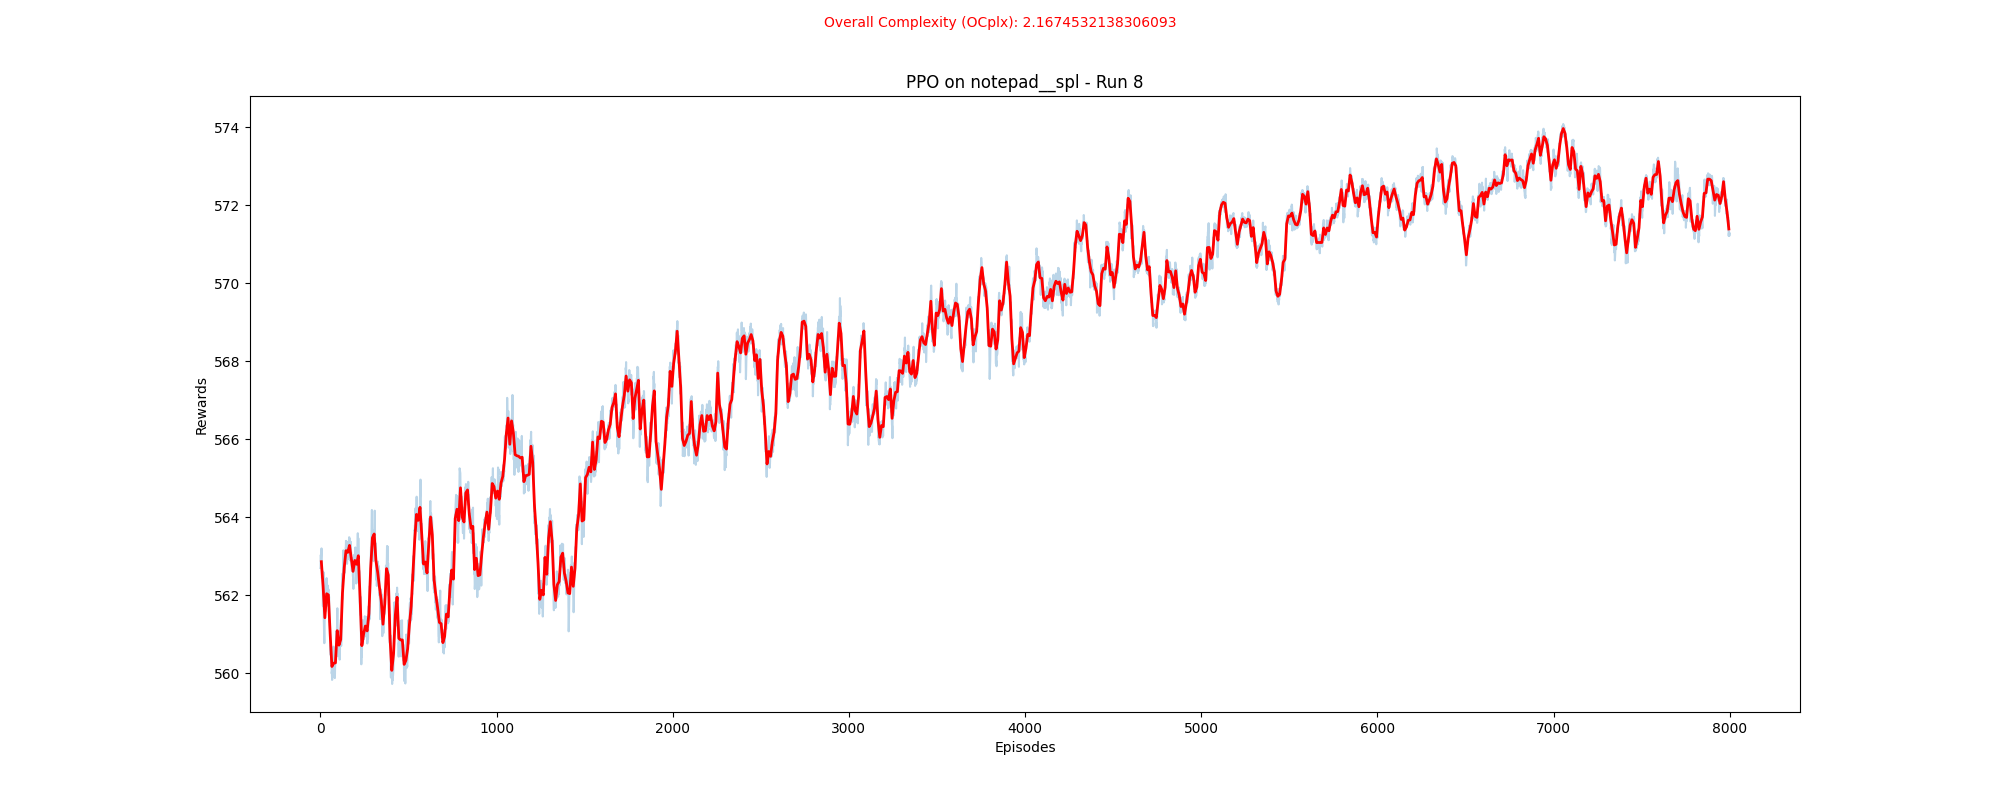 Overall Complexity (OCplx): 2.1674532138306093
PPO on notepad__spl - Run 8
574
572
570
568
566
564
562
560
Rewards
0 1000 2000 3000 4000 5000 6000 7000 8000
Episodes